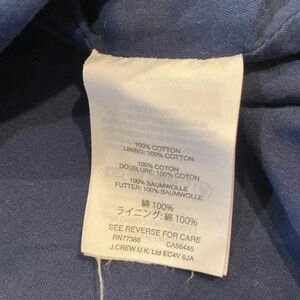 100% COTTON
LINING: 100% COTTON
100% COTON
DOUBLURE: 100% COTON
100% BAUMWOLLE
FUTTER: 100% BAUMWOLLE
綿 100%
ライニング: 綿 100%
SEE REVERSE FOR CARE
RN77388 CA56445
J.CREW U.K. Ltd EC4V 6JA